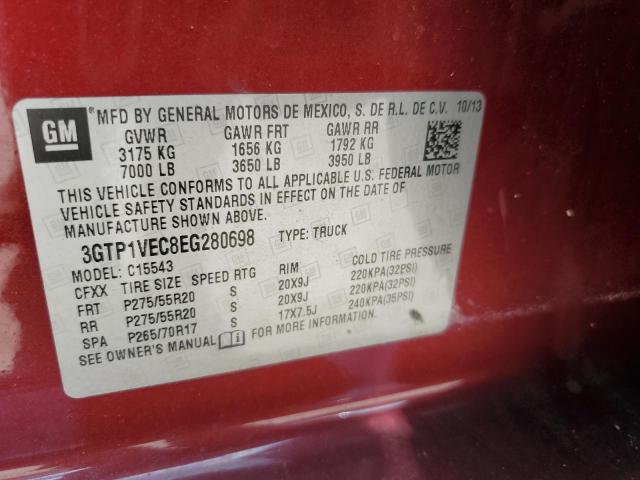 GM
MFD BY GENERAL MOTORS DE MEXICO, S. DE R.L. DE C.V. 10/13
GVWR GAWR FRT GAWR RR
3175 KG 1656 KG 1792 KG
7000 LB 3650 LB 3950 LB
THIS VEHICLE CONFORMS TO ALL APPLICABLE U.S. FEDERAL MOTOR
VEHICLE SAFETY STANDARDS IN EFFECT ON THE DATE OF
MANUFACTURE SHOWN ABOVE.
3GTP1VEC8EG280698 TYPE: TRUCK
MODEL: C15543
CFXX TIRE SIZE SPEED RTG RIM COLD TIRE PRESSURE
FRT P275/55R20 S 20X9J 220KPA(32PSI)
RR P275/55R20 S 20X9J 220KPA(32PSI)
SPA P265/70R17 S 17X7.5J 240KPA(35PSI)
SEE OWNER'S MANUAL FOR MORE INFORMATION.